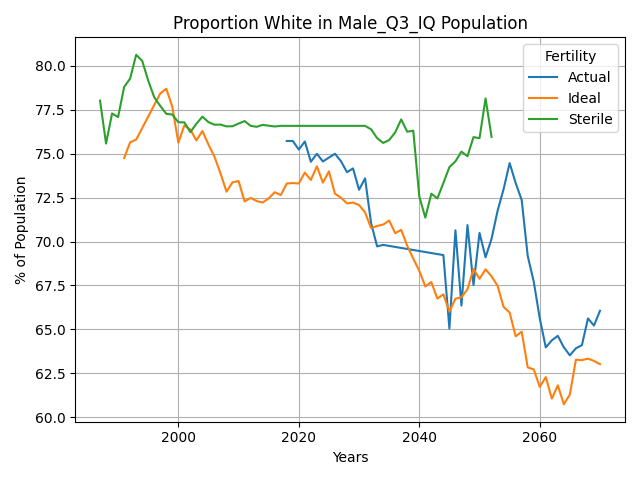 Proportion White in Male_Q3_IQ Population
Fertility
Actual
Ideal
Sterile
% of Population
80.0
77.5
75.0
72.5
70.0
67.5
65.0
62.5
60.0
2000
2020
2040
2060
Years